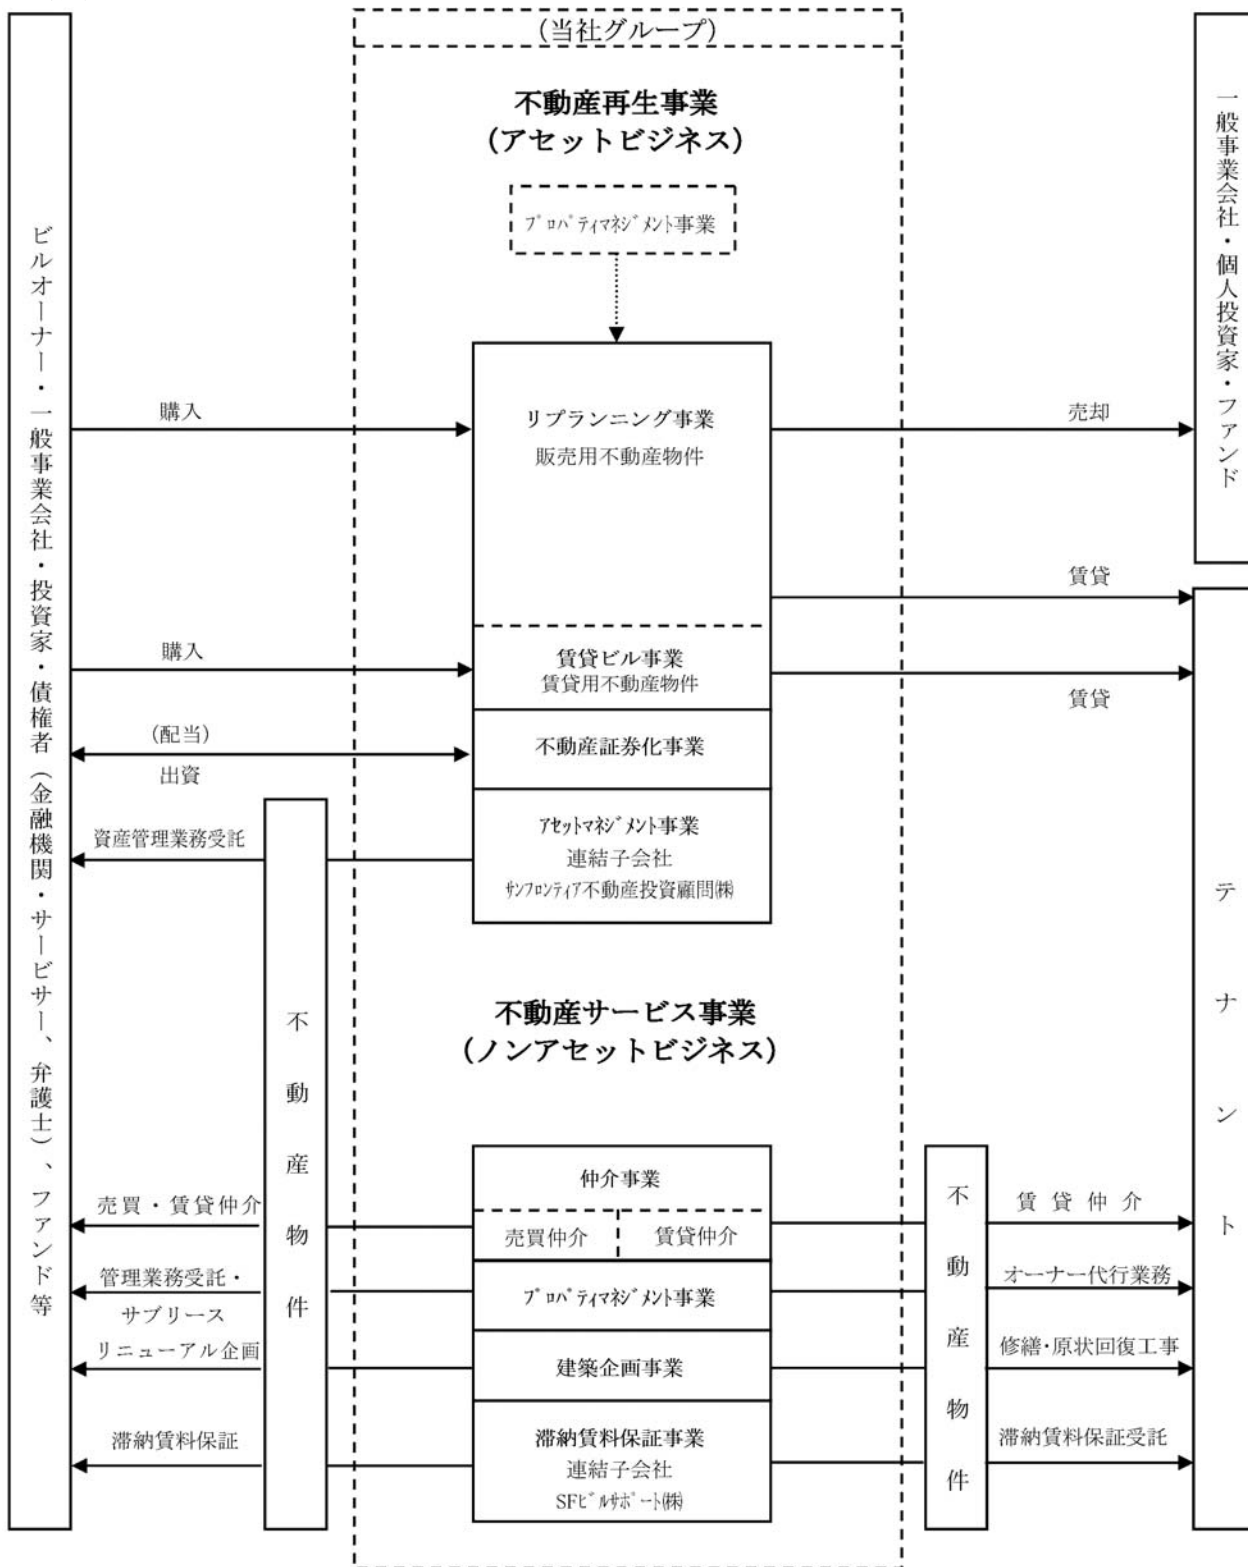 (当社グループ)
不動産再生事業
(アセットビジネス)
プロパティマネジメント事業
ビルオーナー・一般事業会社・投資家・債権者(金融機関・サービサー、弁護士)、ファンド等
一般事業会社・個人投資家・ファンド
購入
リプランニング事業
販売用不動産物件
売却
賃貸
購入
賃貸ビル事業
賃貸用不動産物件
賃貸
(配当)
出資
不動産証券化事業
資産管理業務受託
アセットマネジメント事業
連結子会社
サンフロンティア不動産投資顧問㈱
テナント
不動産物件
不動産サービス事業
(ノンアセットビジネス)
仲介事業
売買仲介
賃貸仲介
売買・賃貸仲介
不動産物件
賃貸仲介
管理業務受託・
サブリース
プロパティマネジメント事業
オーナー代行業務
リニューアル企画
建築企画事業
修繕・原状回復工事
滞納賃料保証
滞納賃料保証事業
連結子会社
SFビルサポート㈱
滞納賃料保証受託